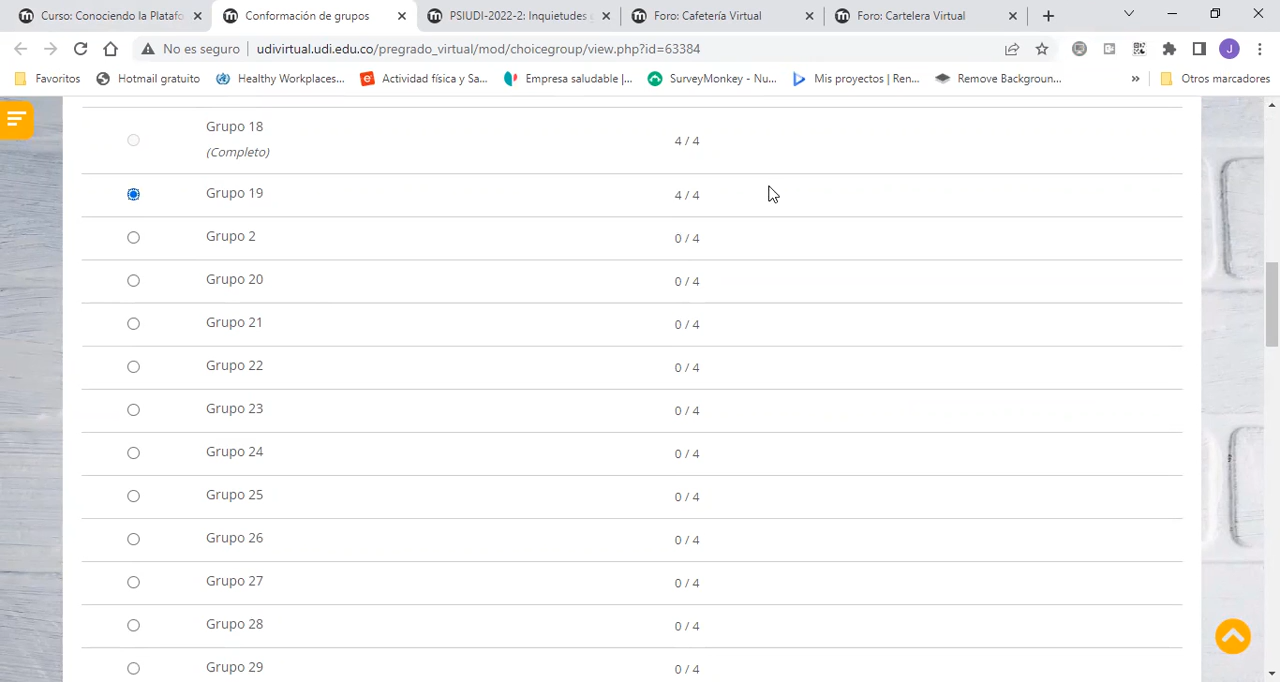 Curso: Conociendo la Platafo
Conformación de grupos
PSIUDI-2022-2: Inquietudes
Foro: Cafetería Virtual
Foro: Cartelera Virtual
No es seguro
udivirtual.udi.edu.co/pregrado_virtual/mod/choicegroup/view.php?id=63384
J
Favoritos
Hotmail gratuito
Healthy Workplaces...
Actividad física y Sa...
Empresa saludable |...
SurveyMonkey - Nu...
Mis proyectos | Ren...
Remove Backgroun...
»
Otros marcadores
Grupo 18
(Completo)
4 / 4
Grupo 19 4 / 4
Grupo 2 0 / 4
Grupo 20 0 / 4
Grupo 21 0 / 4
Grupo 22 0 / 4
Grupo 23 0 / 4
Grupo 24 0 / 4
Grupo 25 0 / 4
Grupo 26 0 / 4
Grupo 27 0 / 4
Grupo 28 0 / 4
Grupo 29 0 / 4